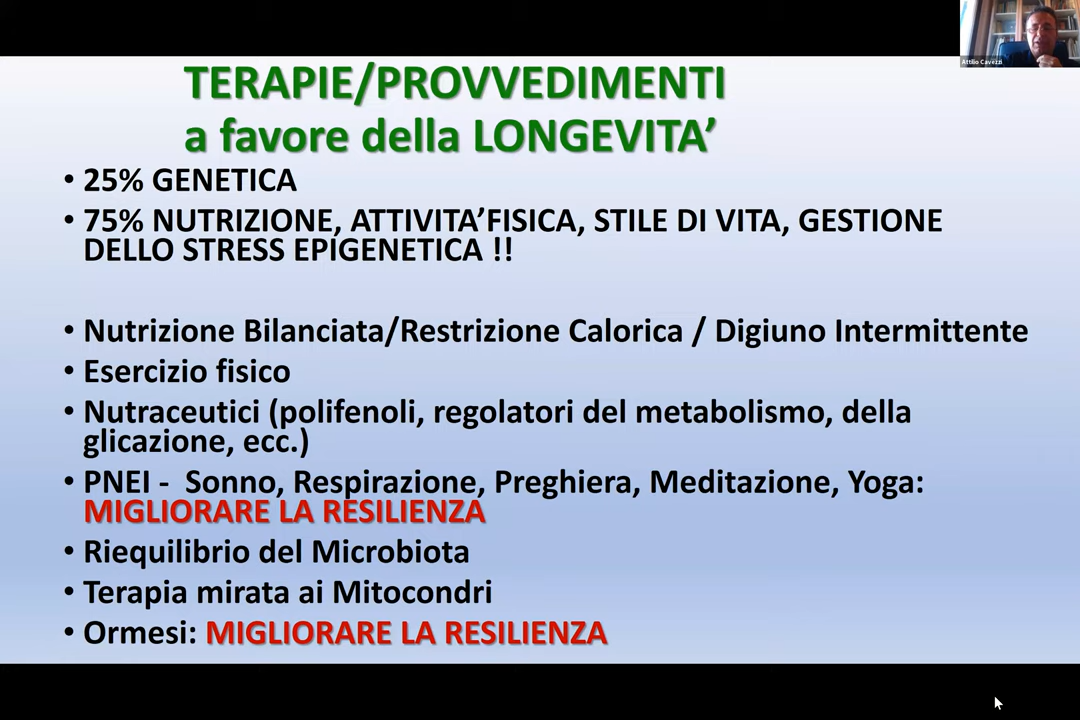 Attilio Cavezzi
TERAPIE/PROVVEDIMENTI
a favore della LONGEVITA’
• 25% GENETICA
• 75% NUTRIZIONE, ATTIVITA’FISICA, STILE DI VITA, GESTIONE
DELLO STRESS EPIGENETICA !!
• Nutrizione Bilanciata/Restrizione Calorica / Digiuno Intermittente
• Esercizio fisico
• Nutraceutici (polifenoli, regolatori del metabolismo, della
glicazione, ecc.)
• PNEI - Sonno, Respirazione, Preghiera, Meditazione, Yoga:
MIGLIORARE LA RESILIENZA
• Riequilibrio del Microbiota
• Terapia mirata ai Mitocondri
• Ormesi: MIGLIORARE LA RESILIENZA